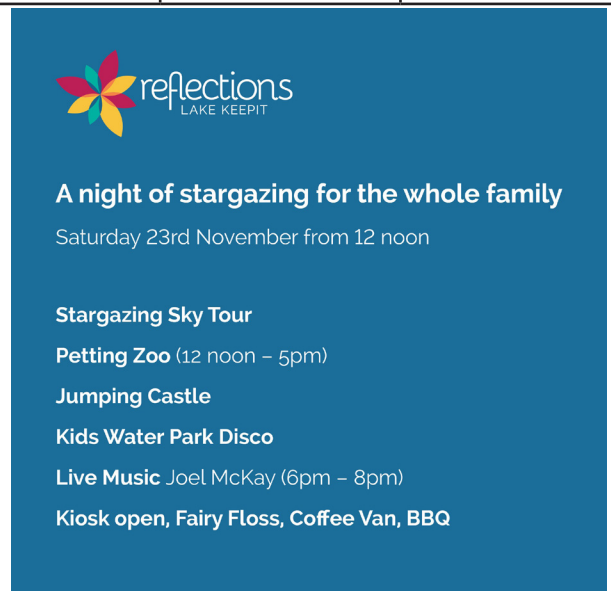 reflections
LAKE KEEPIT
A night of stargazing for the whole family
Saturday 23rd November from 12 noon
Stargazing Sky Tour
Petting Zoo (12 noon – 5pm)
Jumping Castle
Kids Water Park Disco
Live Music Joel McKay (6pm – 8pm)
Kiosk open, Fairy Floss, Coffee Van, BBQ